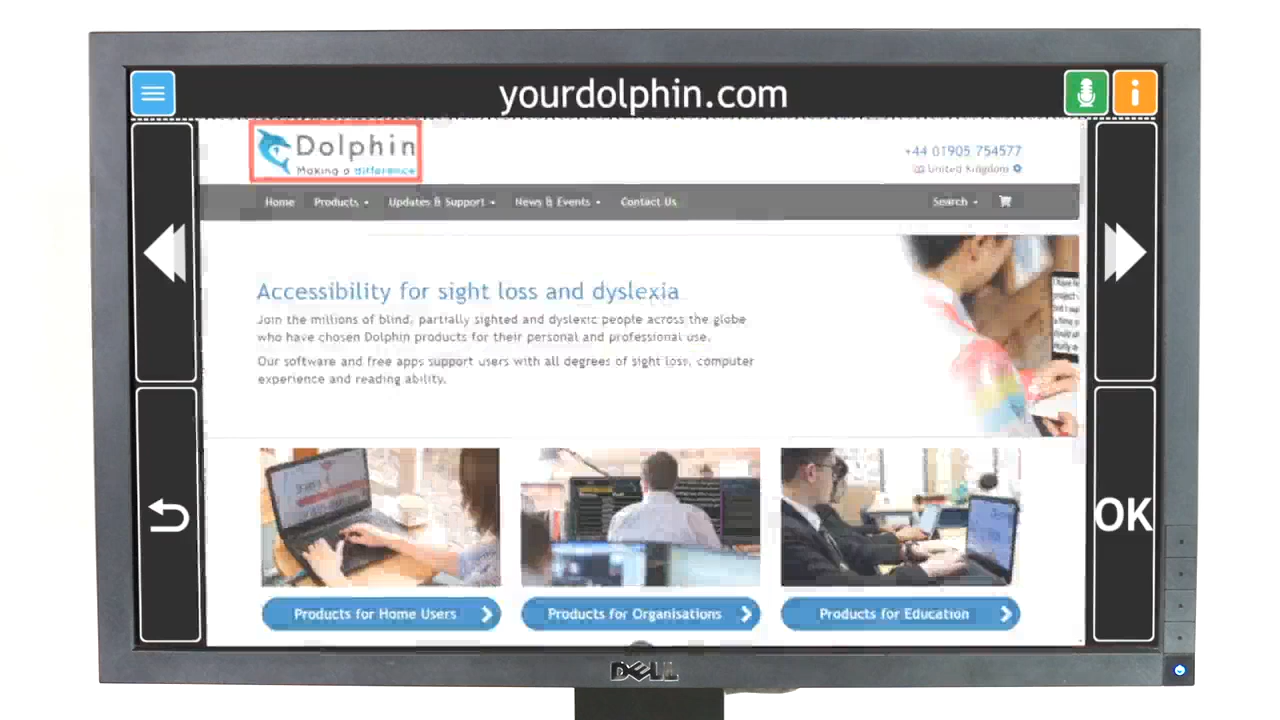 yourdolphin.com
Dolphin
Making a difference
+44 01905 754577
United Kingdom
Home Products Updates & Support News & Events Contact Us Search
Accessibility for sight loss and dyslexia
Join the millions of blind, partially sighted and dyslexic people across the globe
who have chosen Dolphin products for their personal and professional use.
Our software and free apps support users with all degrees of sight loss, computer
experience and reading ability.
OK
Products for Home Users
Products for Organisations
Products for Education
DELL